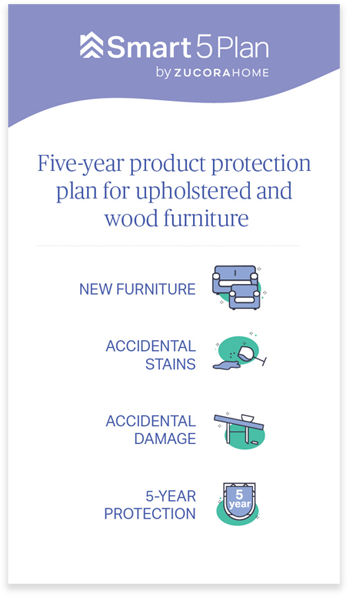 Smart 5 Plan
by ZUCORAHOME
Five-year product protection
plan for upholstered and
wood furniture
NEW FURNITURE
ACCIDENTAL
STAINS
ACCIDENTAL
DAMAGE
5-YEAR
PROTECTION
5
year